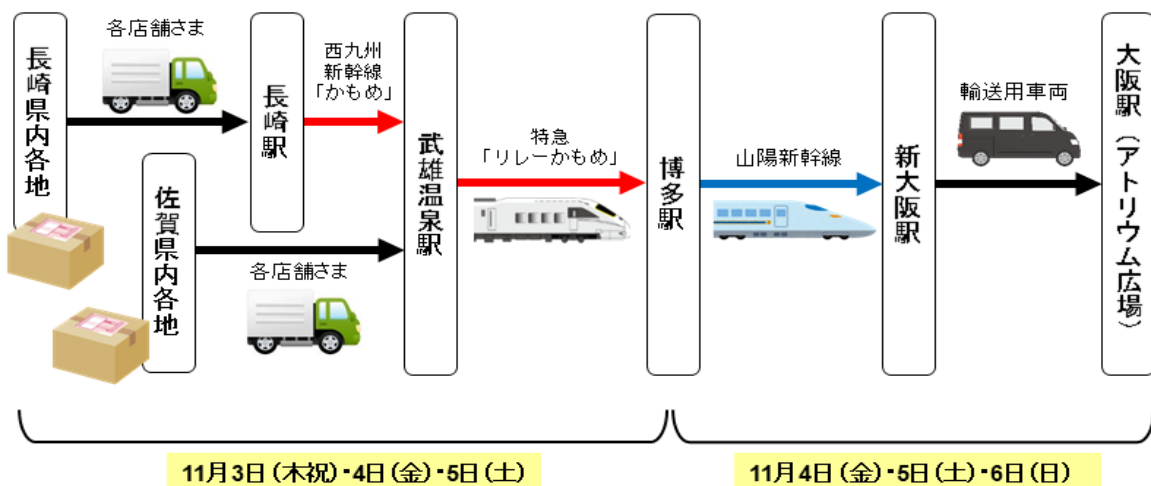 長崎県内各地
各店舗さま
長崎駅
西九州
新幹線
「かもめ」
佐賀県内各地
各店舗さま
武雄温泉駅
特急
「リレーかもめ」
博多駅
山陽新幹線
新大阪駅
輸送用車両
大阪駅（アトリウム広場）
11月3日（木祝）・4日（金）・5日（土）
11月4日（金）・5日（土）・6日（日）